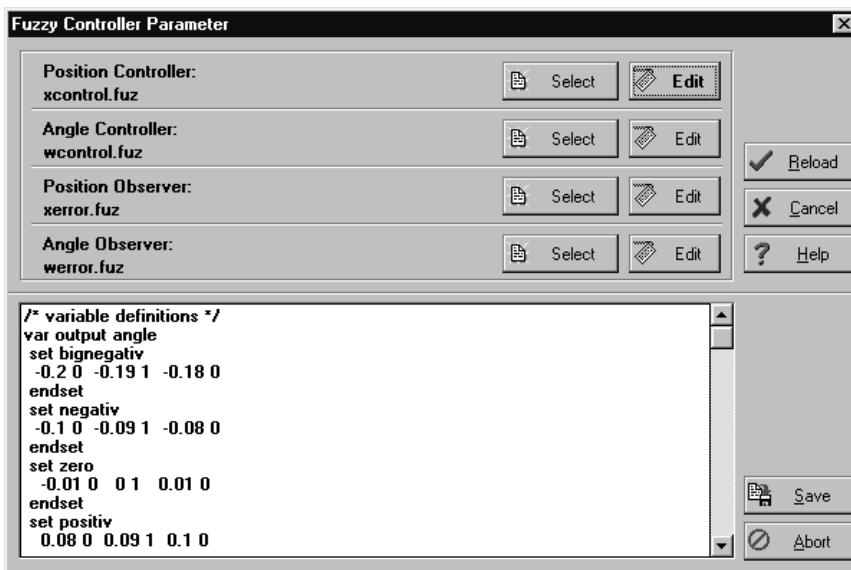 Fuzzy Controller Parameter
Position Controller:
xcontrol.fuz
Select
Edit
Angle Controller:
wcontrol.fuz
Select
Edit
Position Observer:
xerror.fuz
Select
Edit
Angle Observer:
werror.fuz
Select
Edit
Reload
Cancel
Help
/* variable definitions */
var output angle
set bignegativ
-0.2 0 -0.19 1 -0.18 0
endset
set negativ
-0.1 0 -0.09 1 -0.08 0
endset
set zero
-0.01 0 0 1 0.01 0
endset
set positiv
0.08 0 0.09 1 0.1 0
Save
Abort